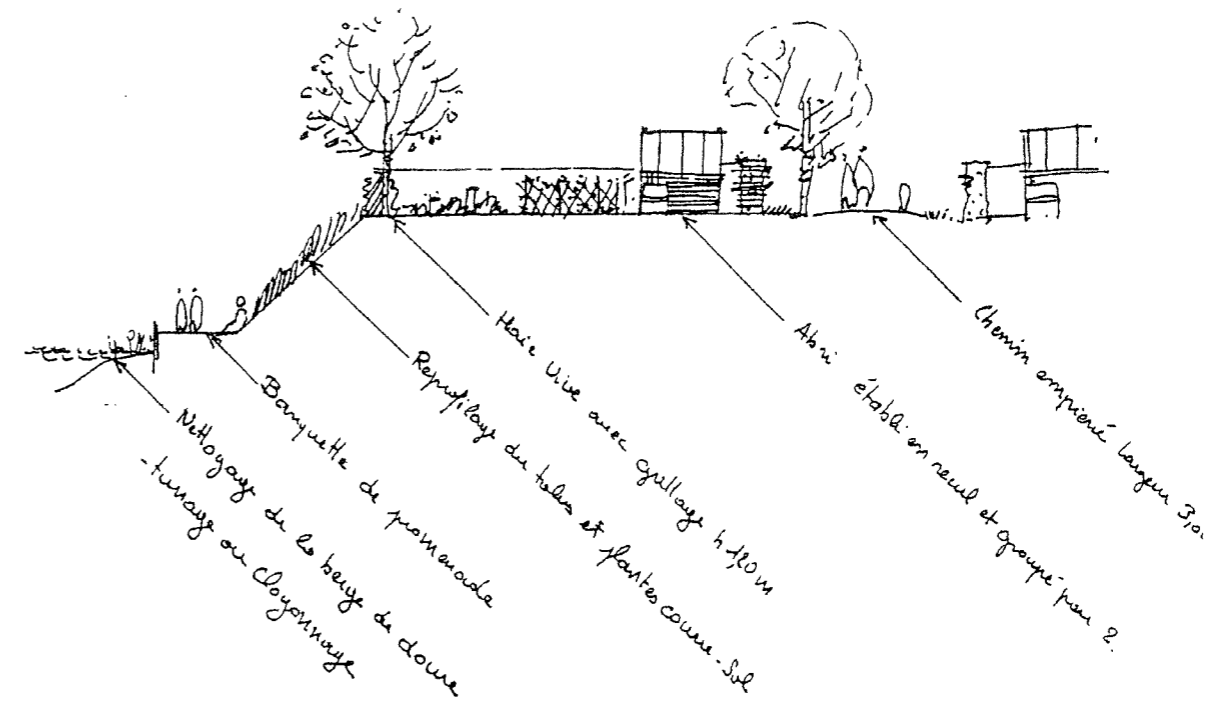 Nettoyage de la berge de douve
- tunage ou clayonnage
Banquette de promenade
Reprofilage du talus et plantes couvre-Sol
Haie Vive avec grillage h 1,20 m
Abri établi en recul et groupé par 2.
Chemin empierré largeur 3,0